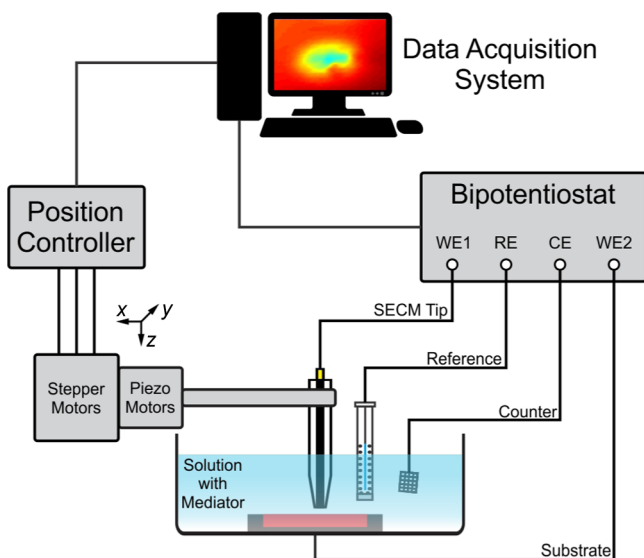 Data Acquisition
System
Position
Controller
Bipotentiostat
WE1 RE CE WE2
x y z
SECM Tip
Reference
Stepper
Motors
Piezo
Motors
Counter
Solution
with
Mediator
Substrate